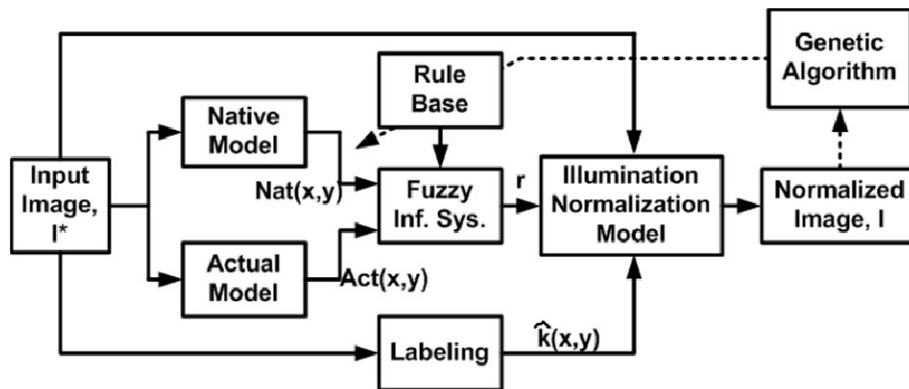 Genetic
Algorithm
Rule
Base
Native
Model
Input
Image,
I*
Nat(x,y)
Fuzzy
Inf. Sys.
r
Illumination
Normalization
Model
Normalized
Image, I
Actual
Model
Act(x,y)
Labeling
k̂(x,y)